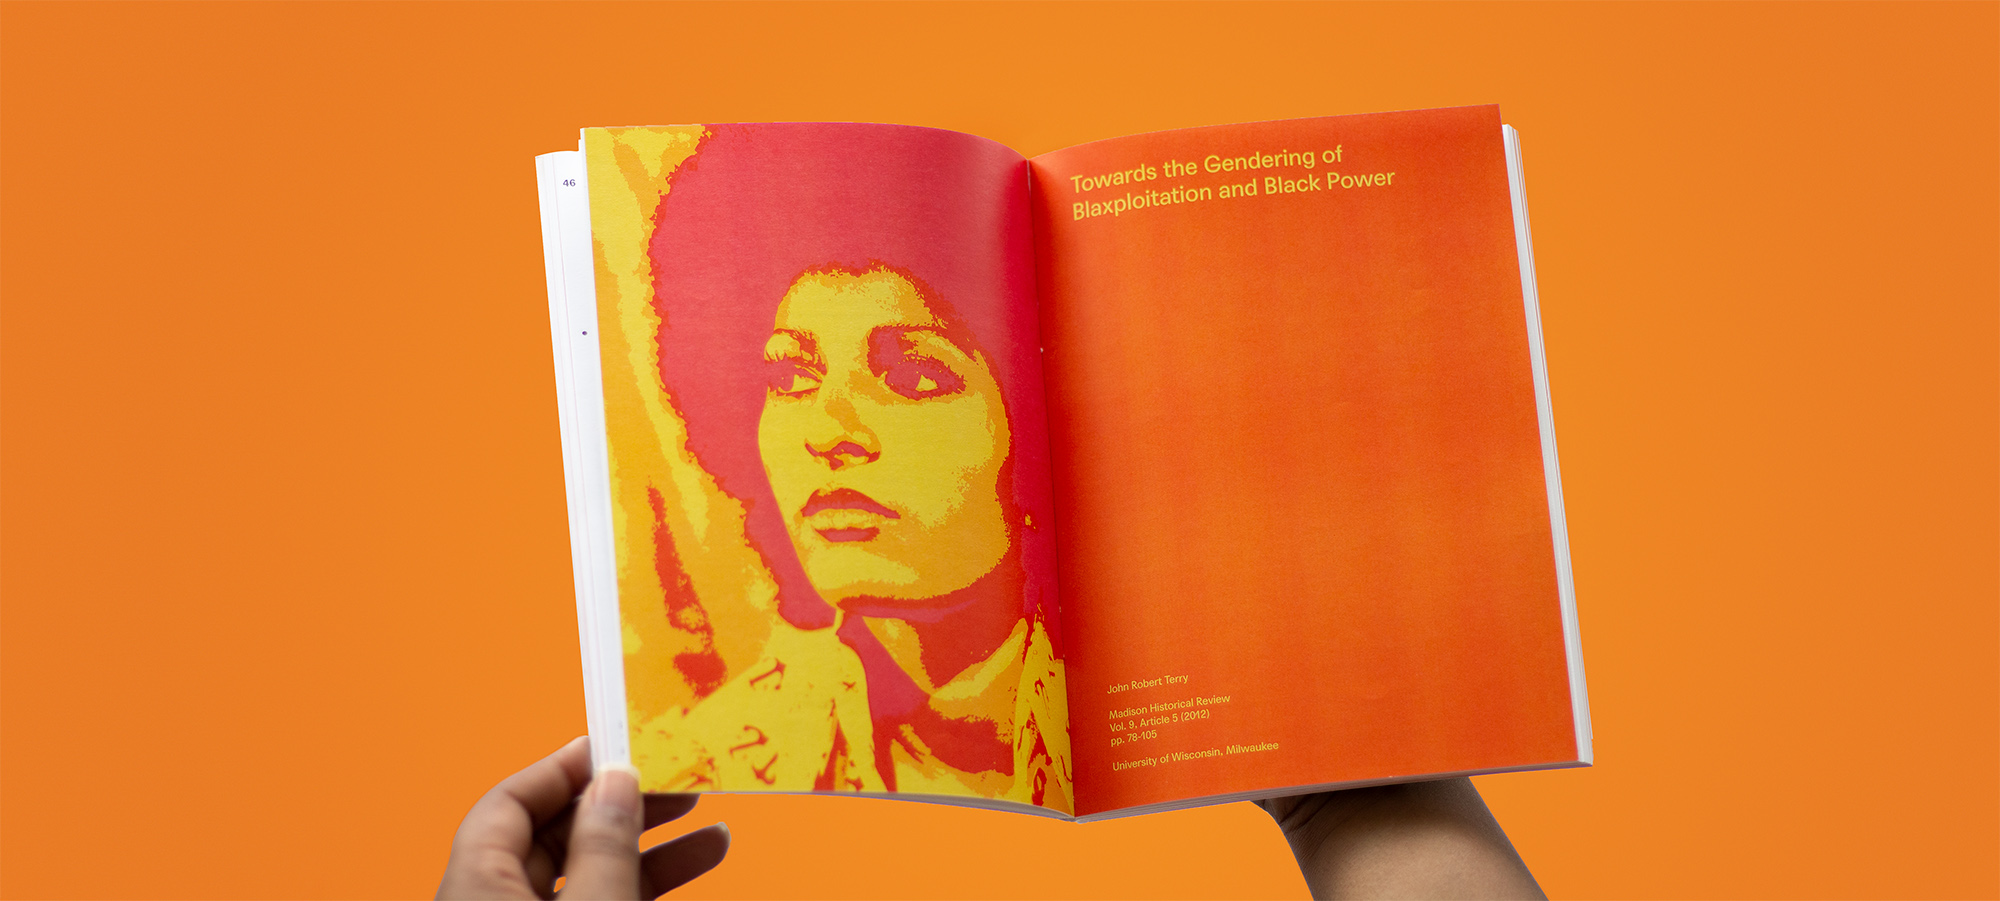 46
Towards the Gendering of
Blaxploitation and Black Power
John Robert Terry
Madison Historical Review
Vol. 9, Article 5 (2012)
pp. 78-105
University of Wisconsin, Milwaukee